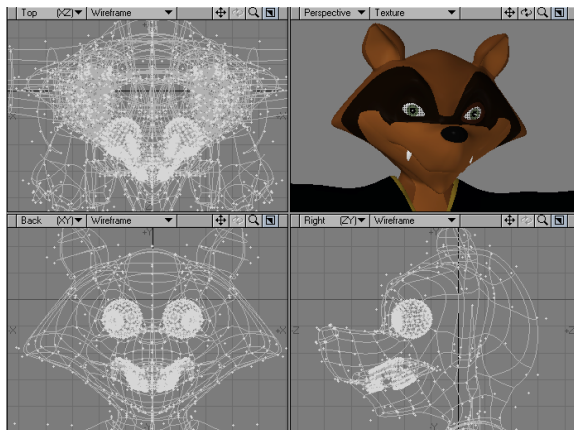 Top (XZ) Wireframe
Perspective Texture
X
Back (XY) Wireframe
Right (ZY) Wireframe
Y
X X
Z Z
Y